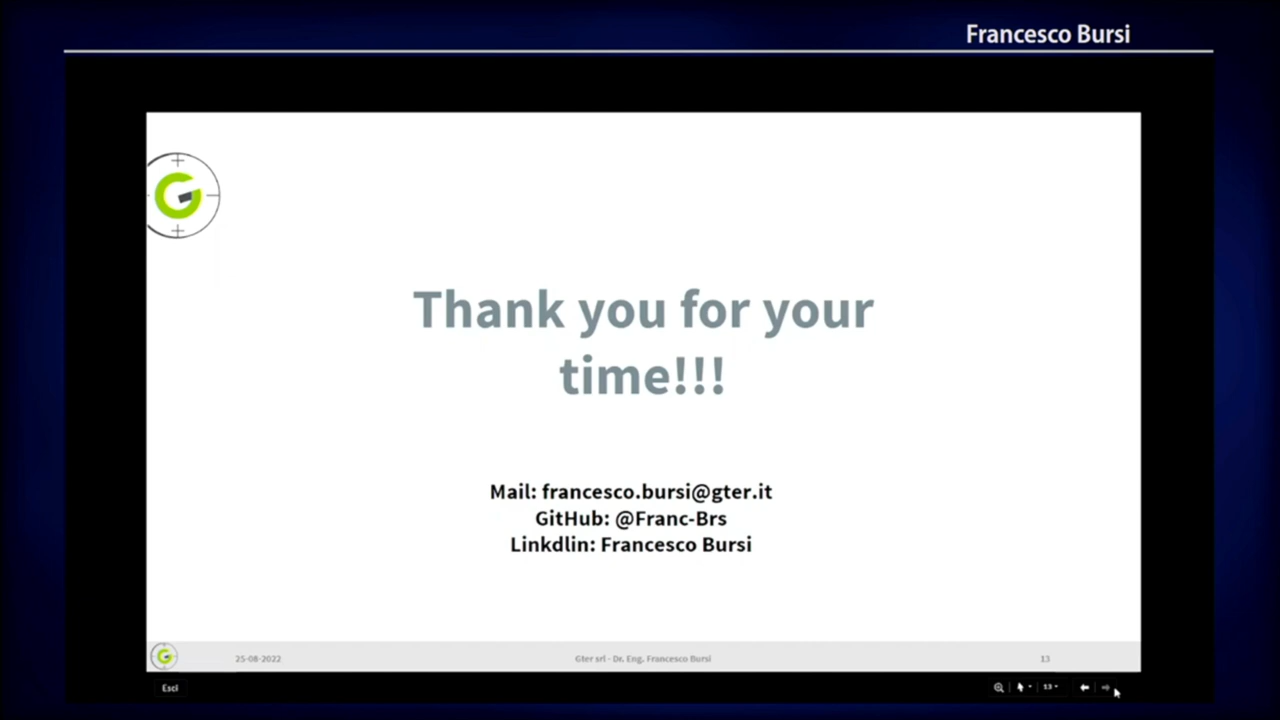 Francesco Bursi
Thank you for your
time!!!
Mail: francesco.bursi@gter.it
GitHub: @Franc-Brs
Linkdlin: Francesco Bursi
25-08-2022
Gter srl - Dr. Eng. Francesco Bursi
13
Esci
13